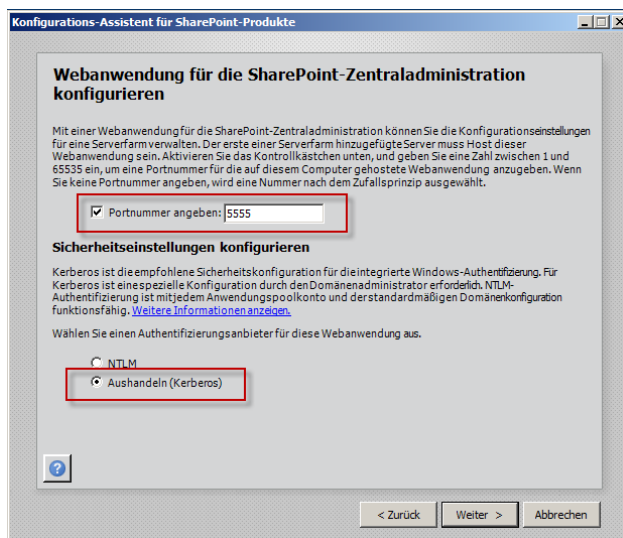 Konfigurations-Assistent für SharePoint-Produkte
Webanwendung für die SharePoint-Zentraladministration
konfigurieren
Mit einer Webanwendung für die SharePoint-Zentraladministration können Sie die Konfigurationseinstellungen
für eine Serverfarm verwalten. Der erste einer Serverfarm hinzugefügte Server muss Host dieser
Webanwendung sein. Aktivieren Sie das Kontrollkästchen unten, und geben Sie eine Zahl zwischen 1 und
65535 ein, um eine Portnummer für die auf diesem Computer gehostete Webanwendung anzugeben. Wenn
Sie keine Portnummer angeben, wird eine Nummer nach dem Zufallsprinzip ausgewählt.
Portnummer angeben: 5555
Sicherheitseinstellungen konfigurieren
Kerberos ist die empfohlene Sicherheitskonfiguration für die integrierte Windows-Authentifizierung. Für
Kerberos ist eine spezielle Konfiguration durch den Domänenadministrator erforderlich. NTLM-
Authentifizierung ist mit jedem Anwendungspoolkonto und der standardmäßigen Domänenkonfiguration
funktionsfähig. Weitere Informationen anzeigen.
Wählen Sie einen Authentifizierungsanbieter für diese Webanwendung aus.
NTLM
Aushandeln (Kerberos)
< Zurück Weiter > Abbrechen